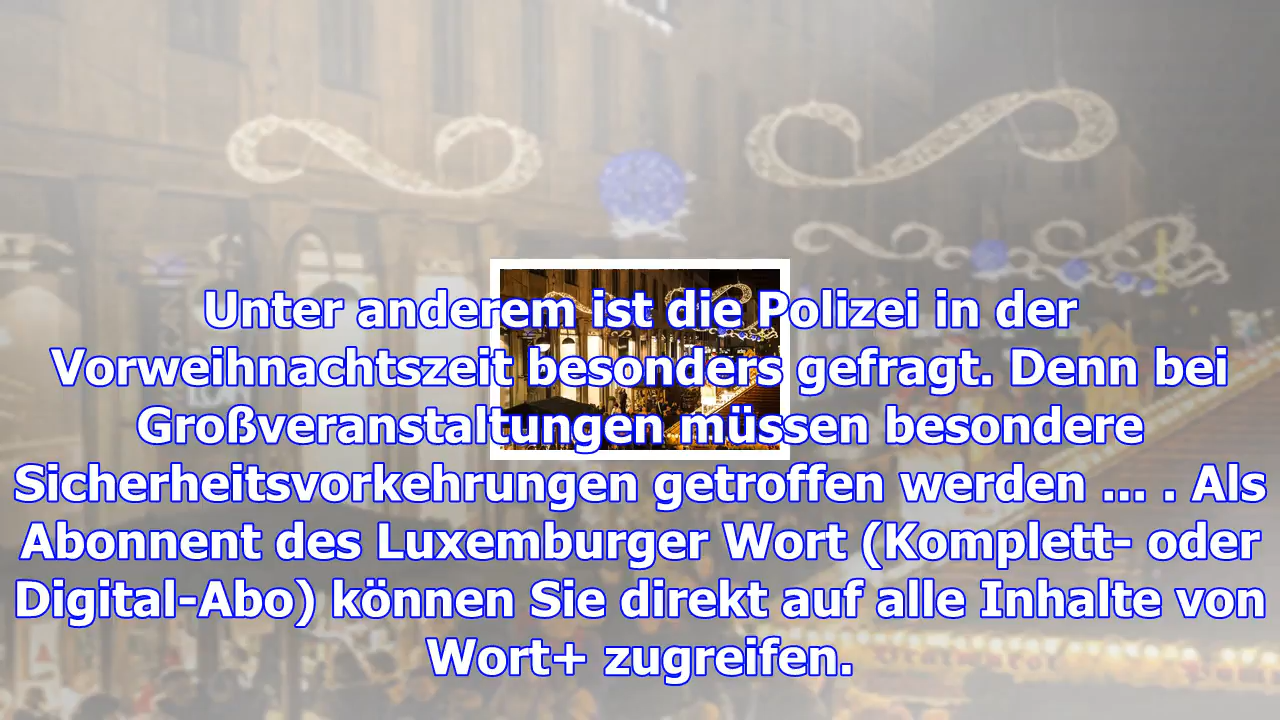 Unter anderem ist die Polizei in der
Vorweihnachtszeit besonders gefragt. Denn bei
Großveranstaltungen müssen besondere
Sicherheitsvorkehrungen getroffen werden ... . Als
Abonnent des Luxemburger Wort (Komplett- oder
Digital-Abo) können Sie direkt auf alle Inhalte von
Wort+ zugreifen.